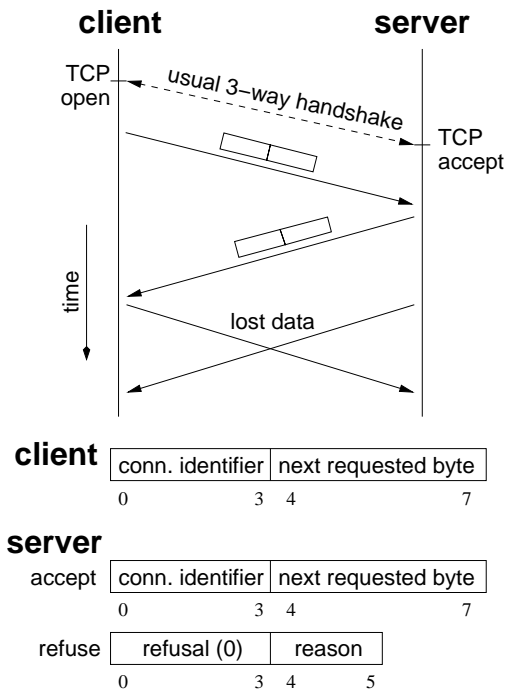 client server
TCP
open
usual 3–way handshake
TCP
accept
time
lost data
client conn. identifier next requested byte
0 3 4 7
server
accept conn. identifier next requested byte
0 3 4 7
refuse refusal (0) reason
0 3 4 5